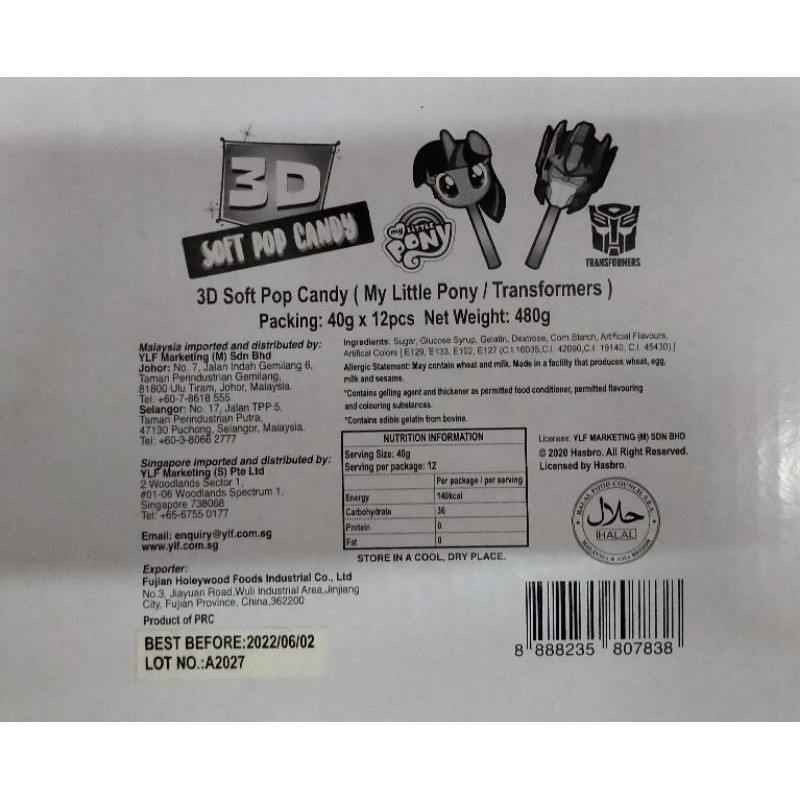 3D
SOFT POP CANDY
my LITTLE
PONY
TRANSFORMERS
3D Soft Pop Candy ( My Little Pony / Transformers )
Packing: 40g x 12pcs Net Weight: 480g
Malaysia imported and distributed by:
YLF Marketing (M) Sdn Bhd
Johor: No. 7, Jalan Indah Gemilang 6,
Taman Perindustrian Gemilang,
81800 Ulu Tiram, Johor, Malaysia.
Tel: +60-7-8618 555
Selangor: No. 17, Jalan TPP 5,
Taman Perindustrian Putra,
47130 Puchong, Selangor, Malaysia.
Tel: +60-3-8066 2777
Singapore imported and distributed by:
YLF Marketing (S) Pte Ltd
2 Woodlands Sector 1,
#01-06 Woodlands Spectrum 1,
Singapore 738068
Tel: +65-6755 0177
Email: enquiry@ylf.com.sg
www.ylf.com.sg
Exporter:
Fujian Holeywood Foods Industrial Co., Ltd
No.3, Jiayuan Road,Wuli Industrial Area,Jinjiang
City, Fujian Province, China,362200
Product of PRC
BEST BEFORE:2022/06/02
LOT NO.:A2027
Ingredients: Sugar, Glucose Syrup, Gelatin, Dextrose, Corn Starch, Artificial Flavours,
Artifical Colors [ E129, E133, E102, E127 (C.I.16035,C.I. 42090,C.I. 19140, C.I. 45430) ]
Allergic Statement: May contain wheat and milk. Made in a facility that produces wheat, egg,
milk and sesame.
*Contains gelling agent and thickener as permitted food conditioner, permitted flavouring
and colouring substances.
*Contains edible gelatin from bovine.
NUTRITION INFORMATION
Serving Size: 40g
Serving per package: 12
Per package / per serving
Energy 140kcal
Carbohydrate 36
Protein 0
Fat 0
STORE IN A COOL, DRY PLACE.
Licensee: YLF MARKETING (M) SDN BHD
© 2020 Hasbro. All Right Reserved.
Licensed by Hasbro.
HALAL FOOD COUNCIL S.E.A.
حلال
HALAL
MALAYSIA & ASIA REGION
8 888235 807838